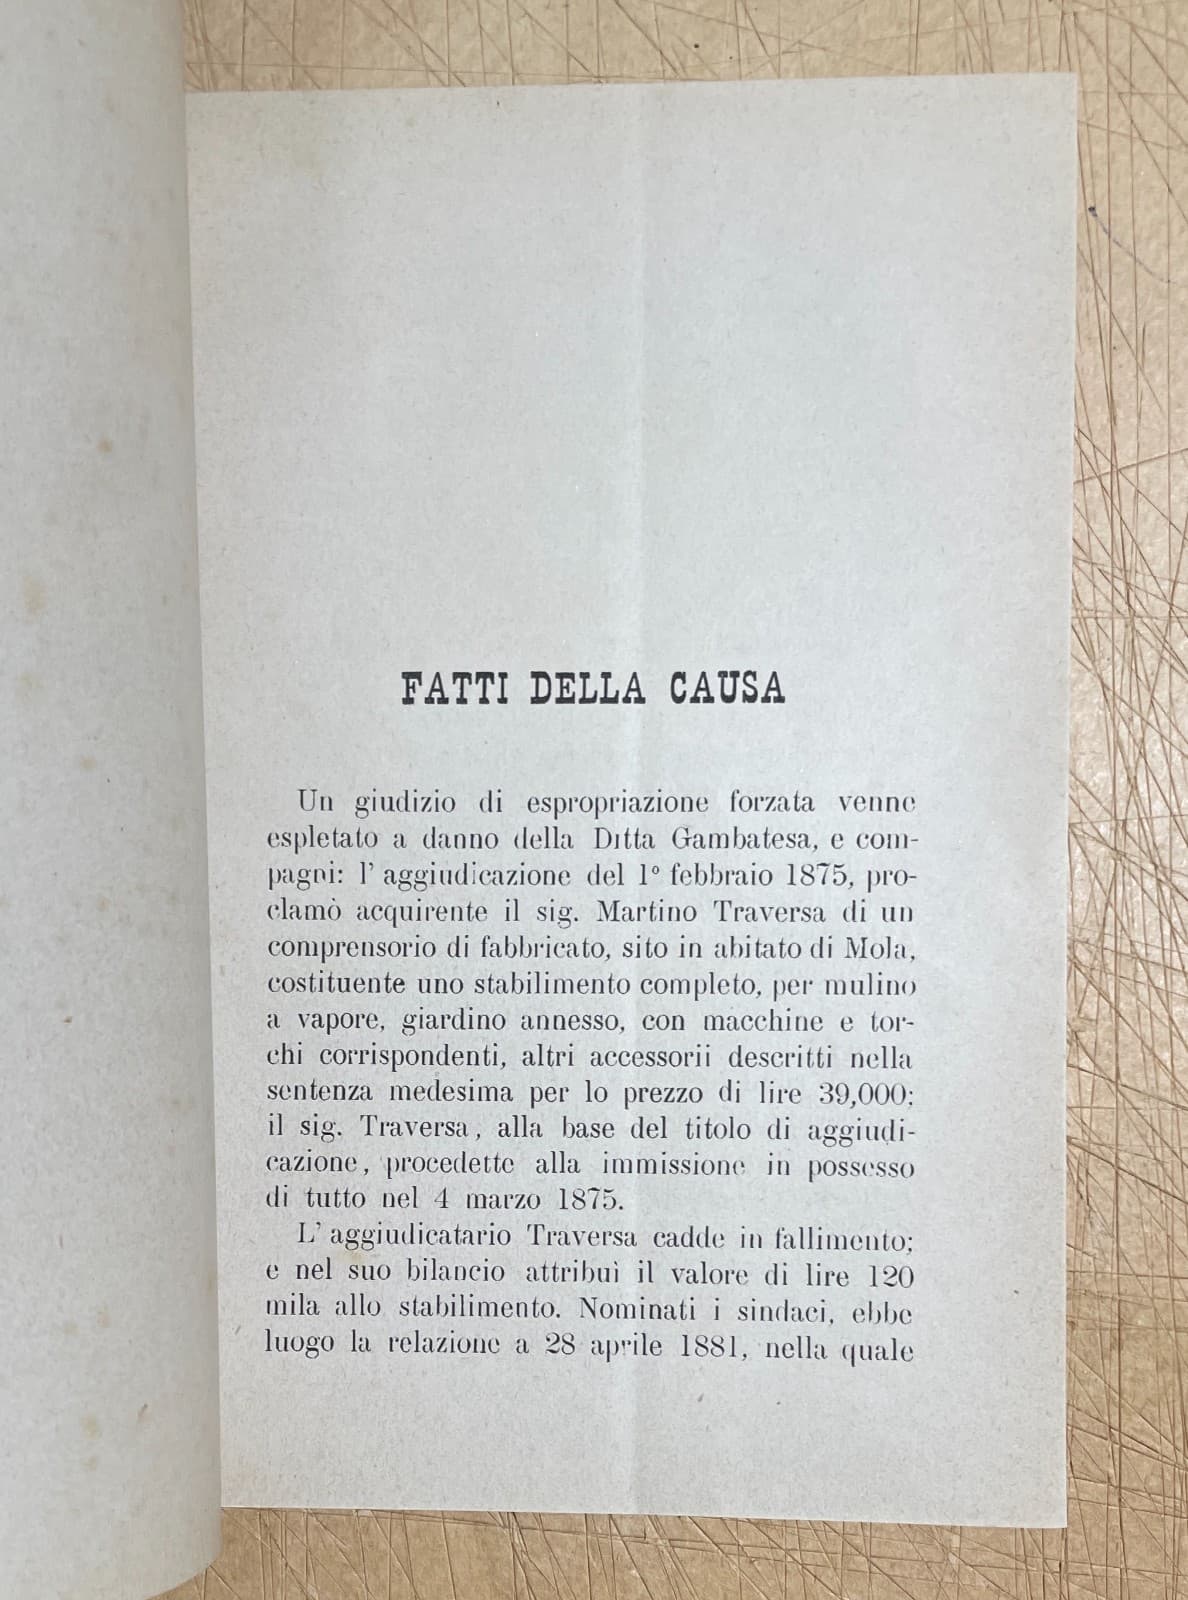 FATTI DELLA CAUSA
Un giudizio di espropriazione forzata venne
espletato a danno della Ditta Gambatesa, e com-
pagni: l' aggiudicazione del 1° febbraio 1875, pro-
clamò acquirente il sig. Martino Traversa di un
comprensorio di fabbricato, sito in abitato di Mola,
costituente uno stabilimento completo, per mulino
a vapore, giardino annesso, con macchine e tor-
chi corrispondenti, altri accessorii descritti nella
sentenza medesima per lo prezzo di lire 39,000:
il sig. Traversa, alla base del titolo di aggiudi-
cazione, procedette alla immissione in possesso
di tutto nel 4 marzo 1875.
L' aggiudicatario Traversa cadde in fallimento;
e nel suo bilancio attribuì il valore di lire 120
mila allo stabilimento. Nominati i sindaci, ebbe
luogo la relazione a 28 aprile 1881, nella quale